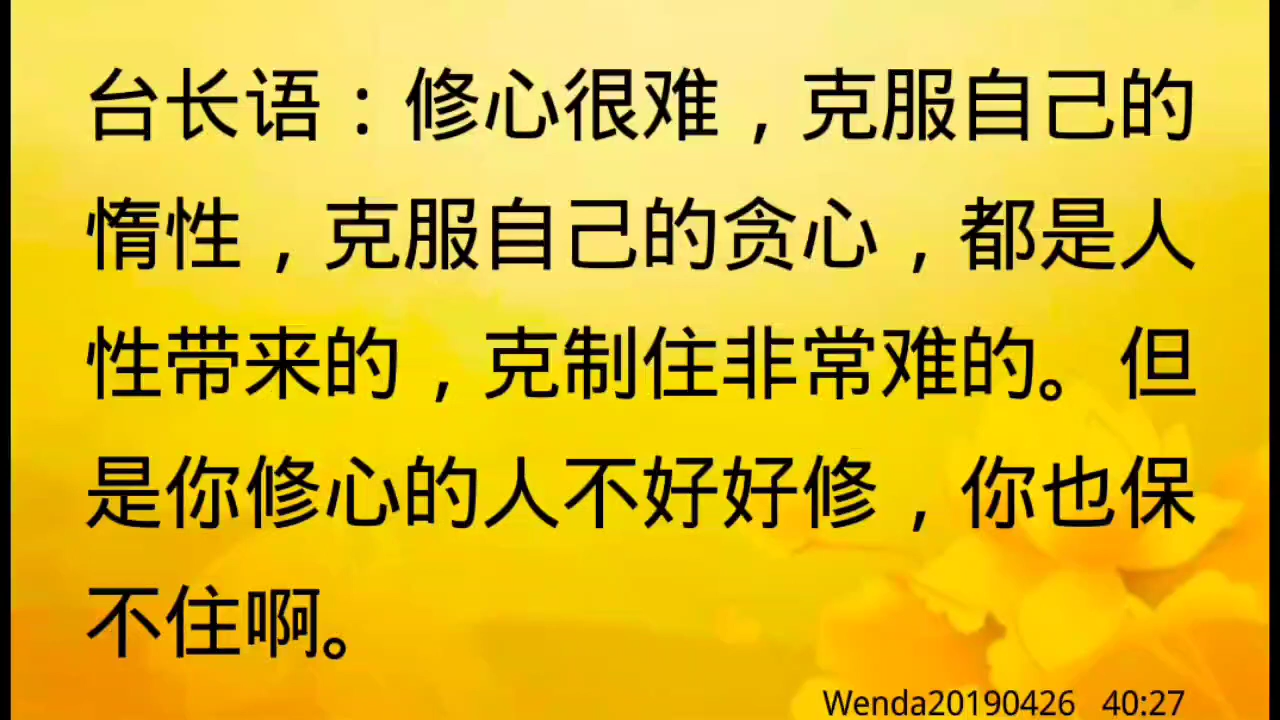 台长语：修心很难，克服自己的
惰性，克服自己的贪心，都是人
性带来的，克制住非常难的。但
是你修心的人不好好修，你也保
不住啊。
Wenda20190426 40:27